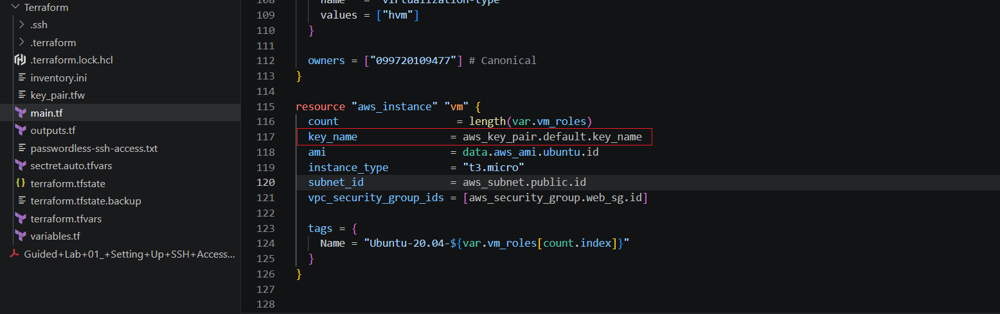 Terraform
.ssh
.terraform
.terraform.lock.hcl
inventory.ini
key_pair.tfw
main.tf
outputs.tf
passwordless-ssh-access.txt
sectret.auto.tfvars
terraform.tfstate
terraform.tfstate.backup
terraform.tfvars
variables.tf
Guided+Lab+01_+Setting+Up+SSH+Access...
108 name = "virtualization-type"
109 values = ["hvm"]
110 }
111
112 owners = ["099720109477"] # Canonical
113 }
114
115 resource "aws_instance" "vm" {
116 count = length(var.vm_roles)
117 key_name = aws_key_pair.default.key_name
118 ami = data.aws_ami.ubuntu.id
119 instance_type = "t3.micro"
120 subnet_id = aws_subnet.public.id
121 vpc_security_group_ids = [aws_security_group.web_sg.id]
122
123 tags = {
124 Name = "Ubuntu-20.04-${var.vm_roles[count.index]}"
125 }
126 }
127
128